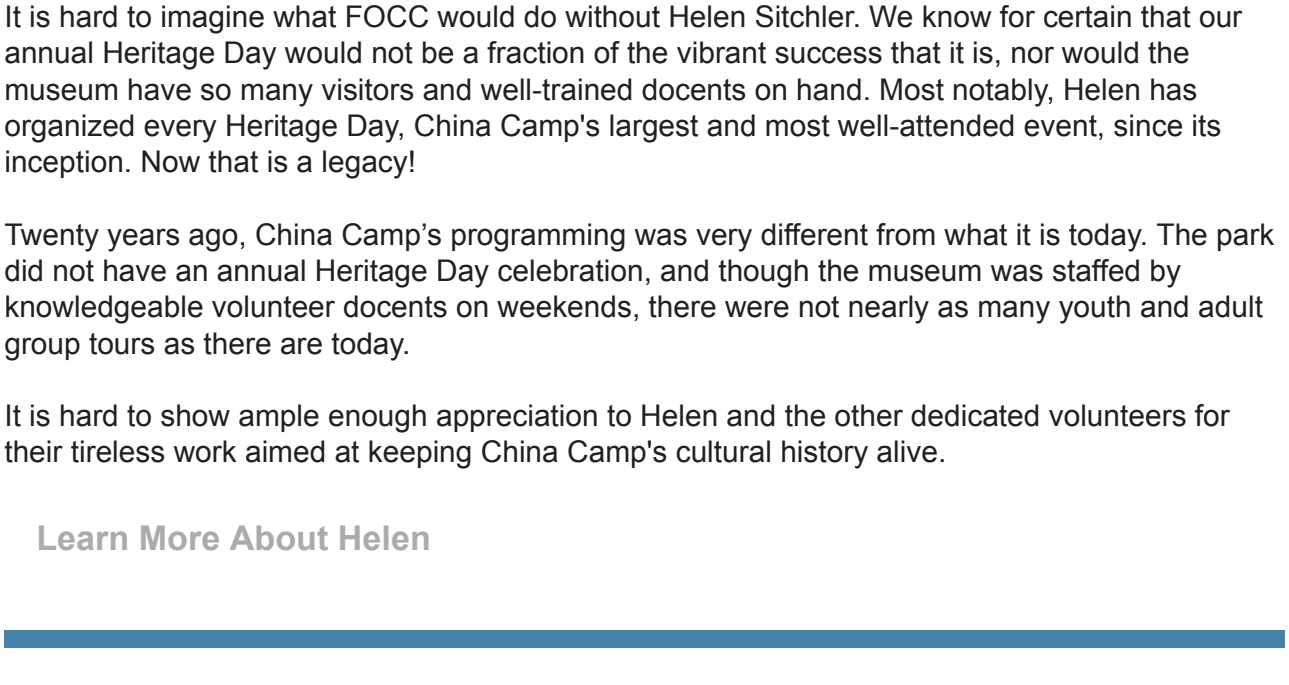 It is hard to imagine what FOCC would do without Helen Sitchler. We know for certain that our
annual Heritage Day would not be a fraction of the vibrant success that it is, nor would the
museum have so many visitors and well-trained docents on hand. Most notably, Helen has
organized every Heritage Day, China Camp's largest and most well-attended event, since its
inception. Now that is a legacy!
Twenty years ago, China Camp’s programming was very different from what it is today. The park
did not have an annual Heritage Day celebration, and though the museum was staffed by
knowledgeable volunteer docents on weekends, there were not nearly as many youth and adult
group tours as there are today.
It is hard to show ample enough appreciation to Helen and the other dedicated volunteers for
their tireless work aimed at keeping China Camp's cultural history alive.
Learn More About Helen